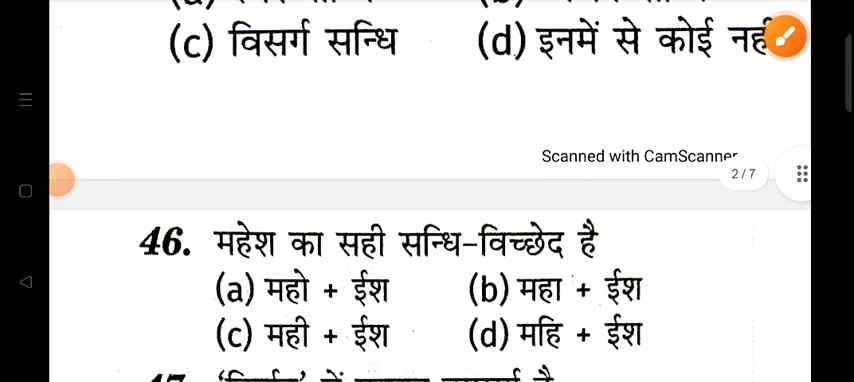 (c) विसर्ग सन्धि (d) इनमें से कोई
Scanned with CamScanner
2/7
46. महेश का सही सन्धि-विच्छेद है
(a) महो + ईश (b) महा + ईश
(c) मही + ईश (d) महि + ईश